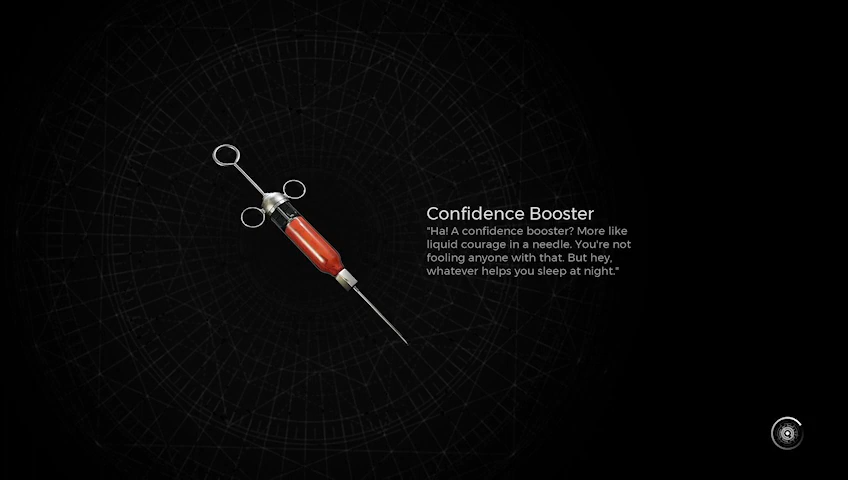 Confidence Booster
"Ha! A confidence booster? More like
liquid courage in a needle. You're not
fooling anyone with that. But hey,
whatever helps you sleep at night."